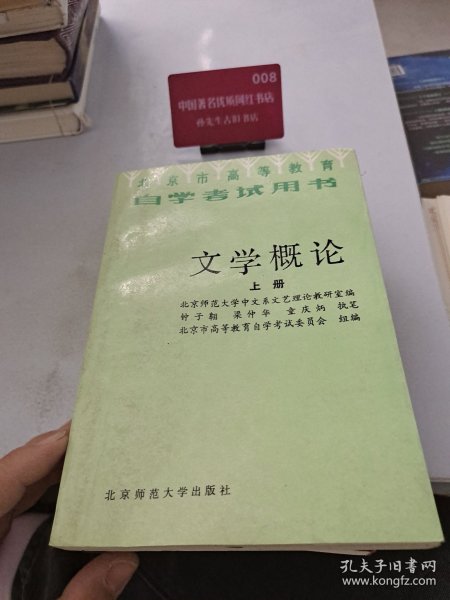 008
中国著名优质网红书店
孙先生古旧书店
北京市高等教育
自学考试用书
文学概论
上册
北京师范大学中文系文艺理论教研室编
钟子翱 梁仲华 童庆炳 执笔
北京市高等教育自学考试委员会 组编
北京师范大学出版社
孔夫子旧书网
www.kongfz.com